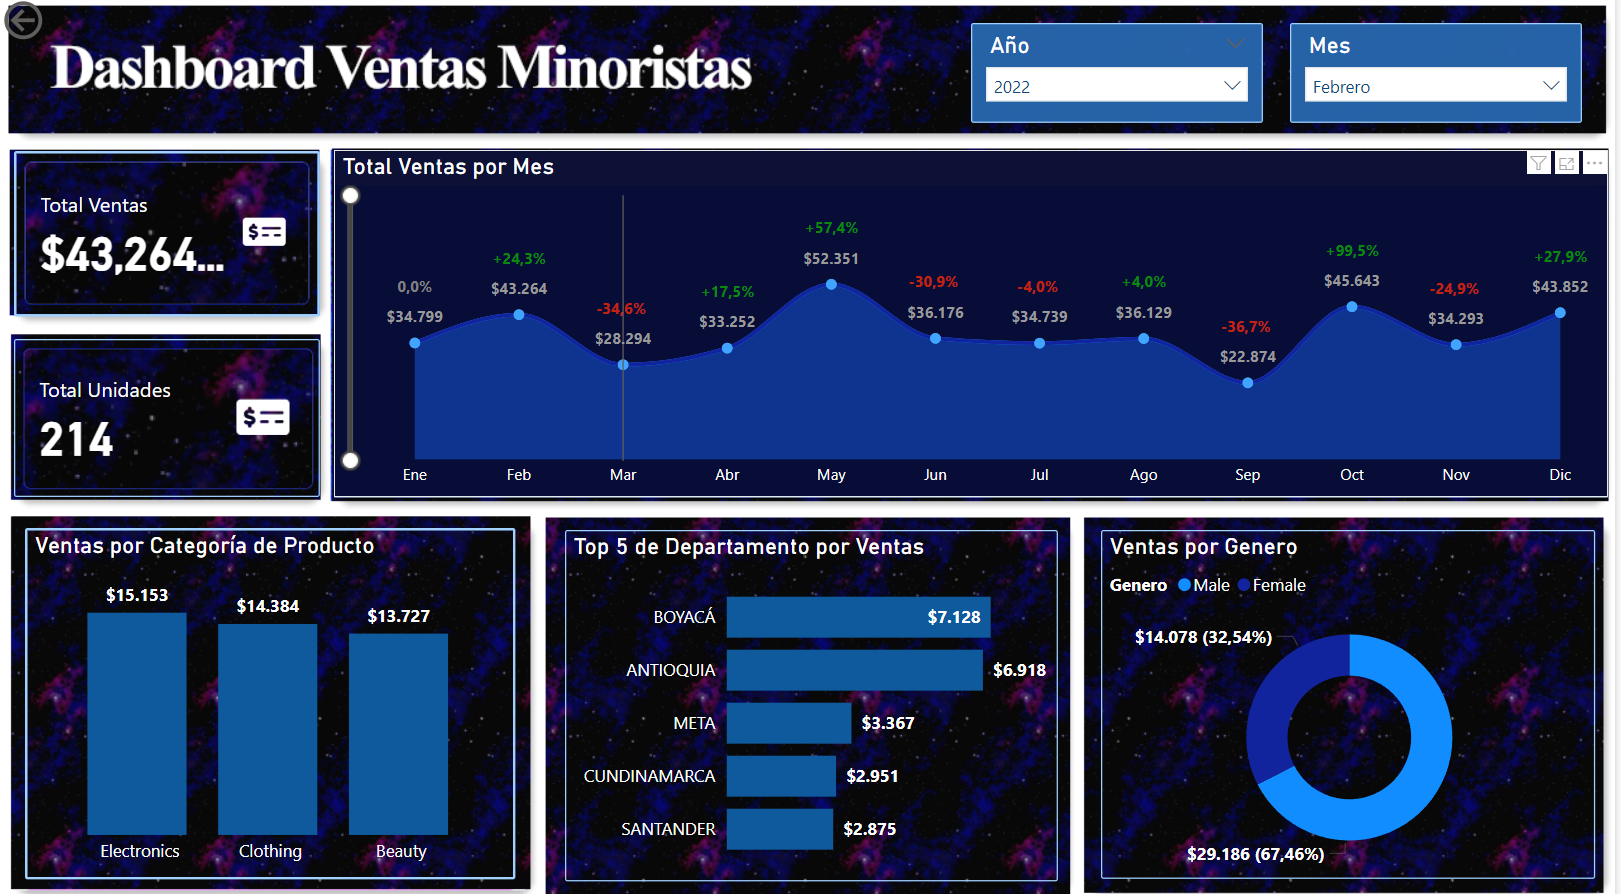 Dashboard Ventas Minoristas
Año
2022
Mes
Febrero
Total Ventas
$43,264...
Total Unidades
214
Total Ventas por Mes
0,0% +24,3% -34,6% +17,5% +57,4% -30,9% -4,0% +4,0% -36,7% +99,5% -24,9% +27,9%
$34.799 $43.264 $28.294 $33.252 $52.351 $36.176 $34.739 $36.129 $22.874 $45.643 $34.293 $43.852
Ene Feb Mar Abr May Jun Jul Ago Sep Oct Nov Dic
Ventas por Categoría de Producto
$15.153 $14.384 $13.727
Electronics Clothing Beauty
Top 5 de Departamento por Ventas
BOYACÁ $7.128
ANTIOQUIA $6.918
META $3.367
CUNDINAMARCA $2.951
SANTANDER $2.875
Ventas por Genero
Genero Male Female
$14.078 (32,54%)
$29.186 (67,46%)